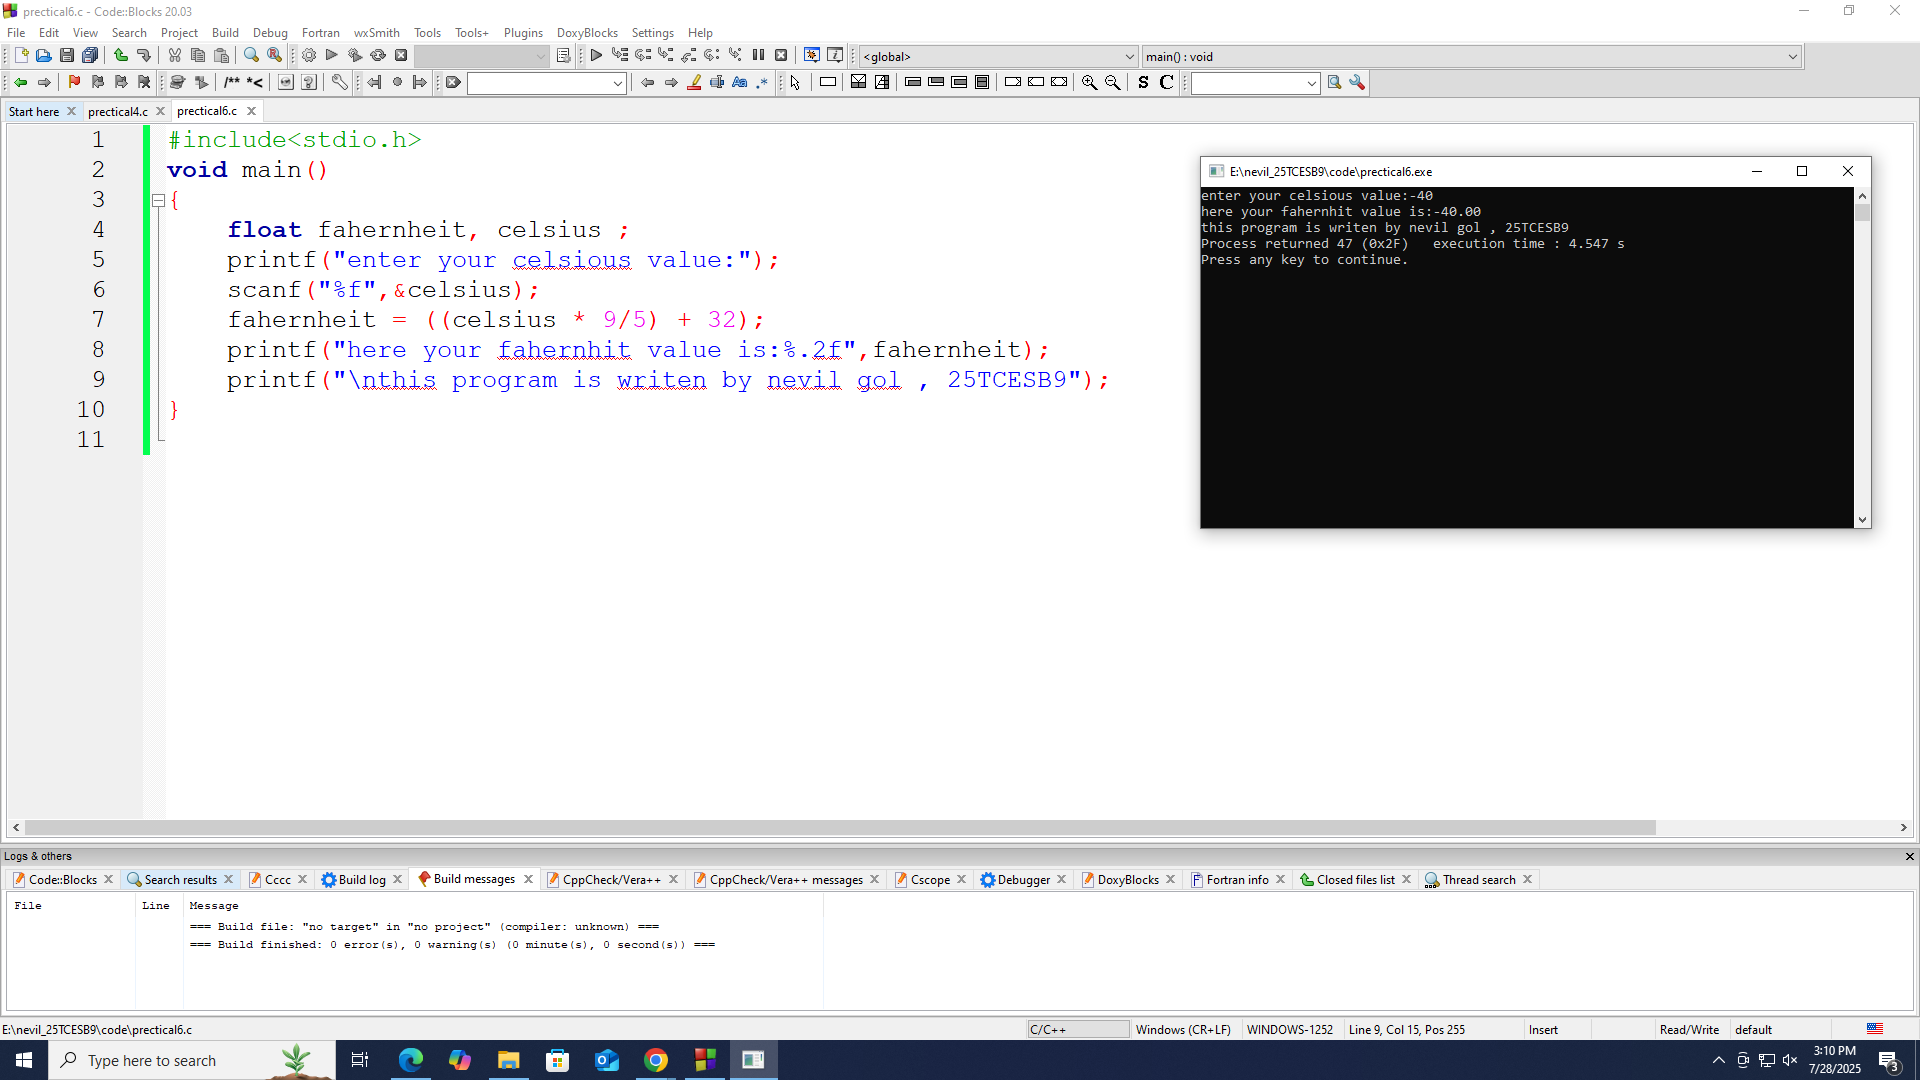 prectical6.c - Code::Blocks 20.03
File Edit View Search Project Build Debug Fortran wxSmith Tools Tools+ Plugins DoxyBlocks Settings Help
<global> main() : void
/** *< Aa .* S C
Start here prectical4.c prectical6.c
1 #include<stdio.h>
2 void main()
3 {
4 float fahernheit, celsius ;
5 printf("enter your celsious value:");
6 scanf("%f",&celsius);
7 fahernheit = ((celsius * 9/5) + 32);
8 printf("here your fahernhit value is:%.2f",fahernheit);
9 printf("\nthis program is writen by nevil gol , 25TCESB9");
10 }
11
E:\nevil_25TCESB9\code\prectical6.exe
enter your celsious value:-40
here your fahernhit value is:-40.00
this program is writen by nevil gol , 25TCESB9
Process returned 47 (0x2F)   execution time : 4.547 s
Press any key to continue.
Logs & others
Code::Blocks Search results Cccc Build log Build messages CppCheck/Vera++ CppCheck/Vera++ messages Cscope Debugger DoxyBlocks Fortran info Closed files list Thread search
File Line Message
=== Build file: "no target" in "no project" (compiler: unknown) ===
=== Build finished: 0 error(s), 0 warning(s) (0 minute(s), 0 second(s)) ===
E:\nevil_25TCESB9\code\prectical6.c C/C++ Windows (CR+LF) WINDOWS-1252 Line 9, Col 15, Pos 255 Insert Read/Write default
Type here to search
3:10 PM
7/28/2025
3